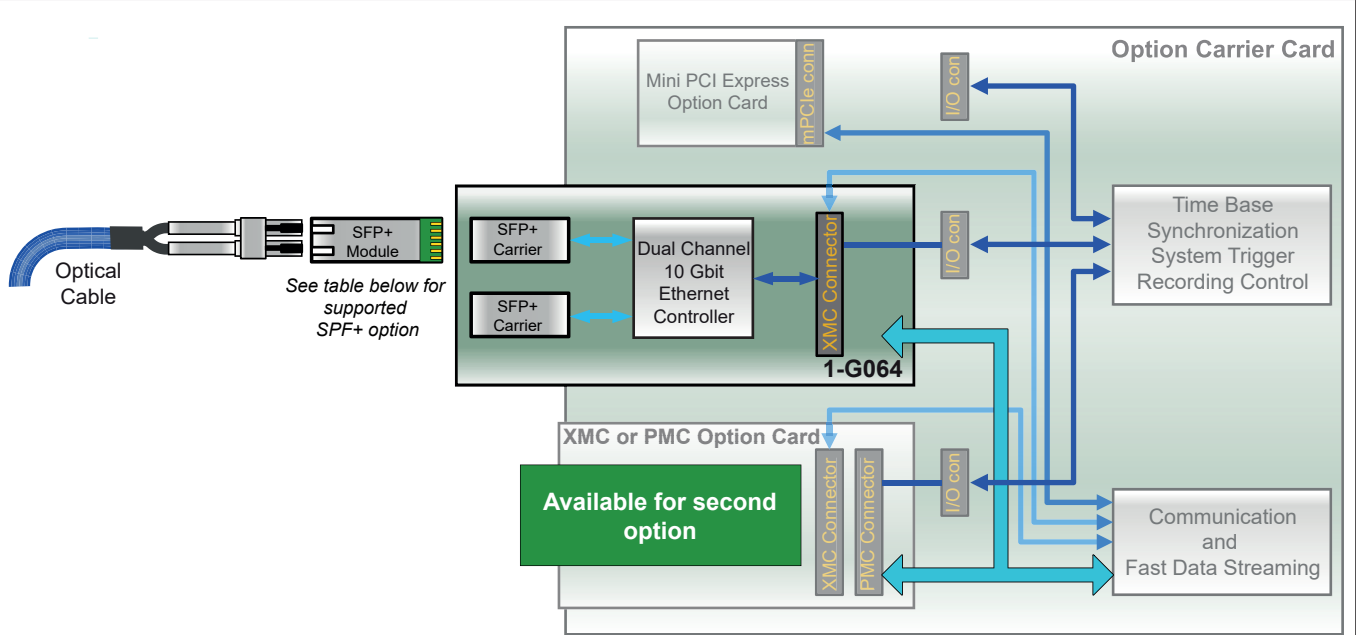 Option Carrier Card
Mini PCI Express
Option Card
mPCIe conn
I/O con
Time Base
Synchronization
System Trigger
Recording Control
Optical
Cable
SFP+
Module
See table below for
supported
SPF+ option
SFP+
Carrier
SFP+
Carrier
Dual Channel
10 Gbit
Ethernet
Controller
XMC Connector
1-G064
I/O con
XMC or PMC Option Card
Available for second
option
XMC Connector
PMC Connector
I/O con
Communication
and
Fast Data Streaming